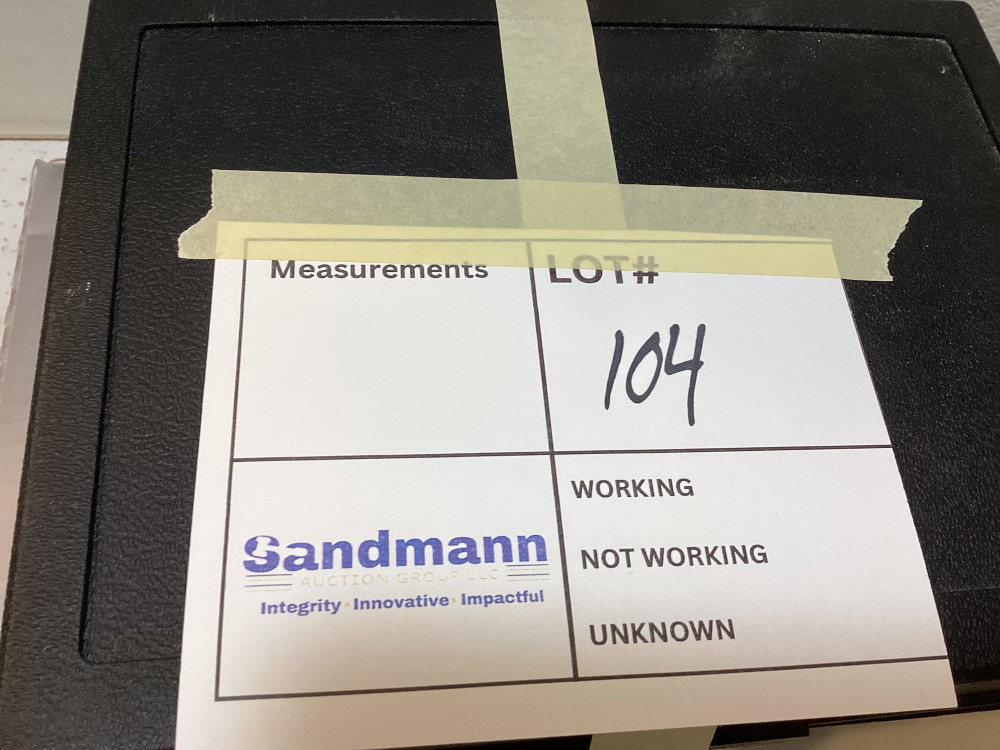 Measurements
LOT#
104
Sandmann
AUCTION GROUP LLC
Integrity · Innovative · Impactful
WORKING
NOT WORKING
UNKNOWN